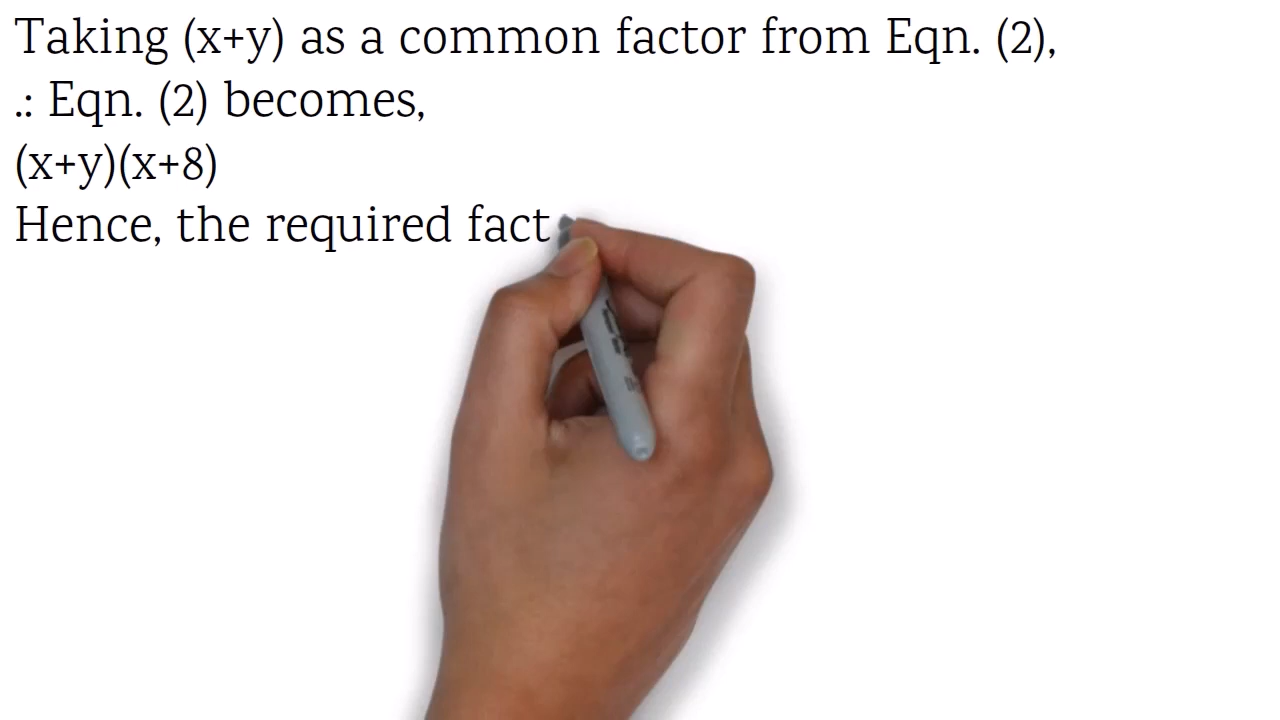 Taking (x+y) as a common factor from Eqn. (2),
.: Eqn. (2) becomes,
(x+y)(x+8)
Hence, the required fact